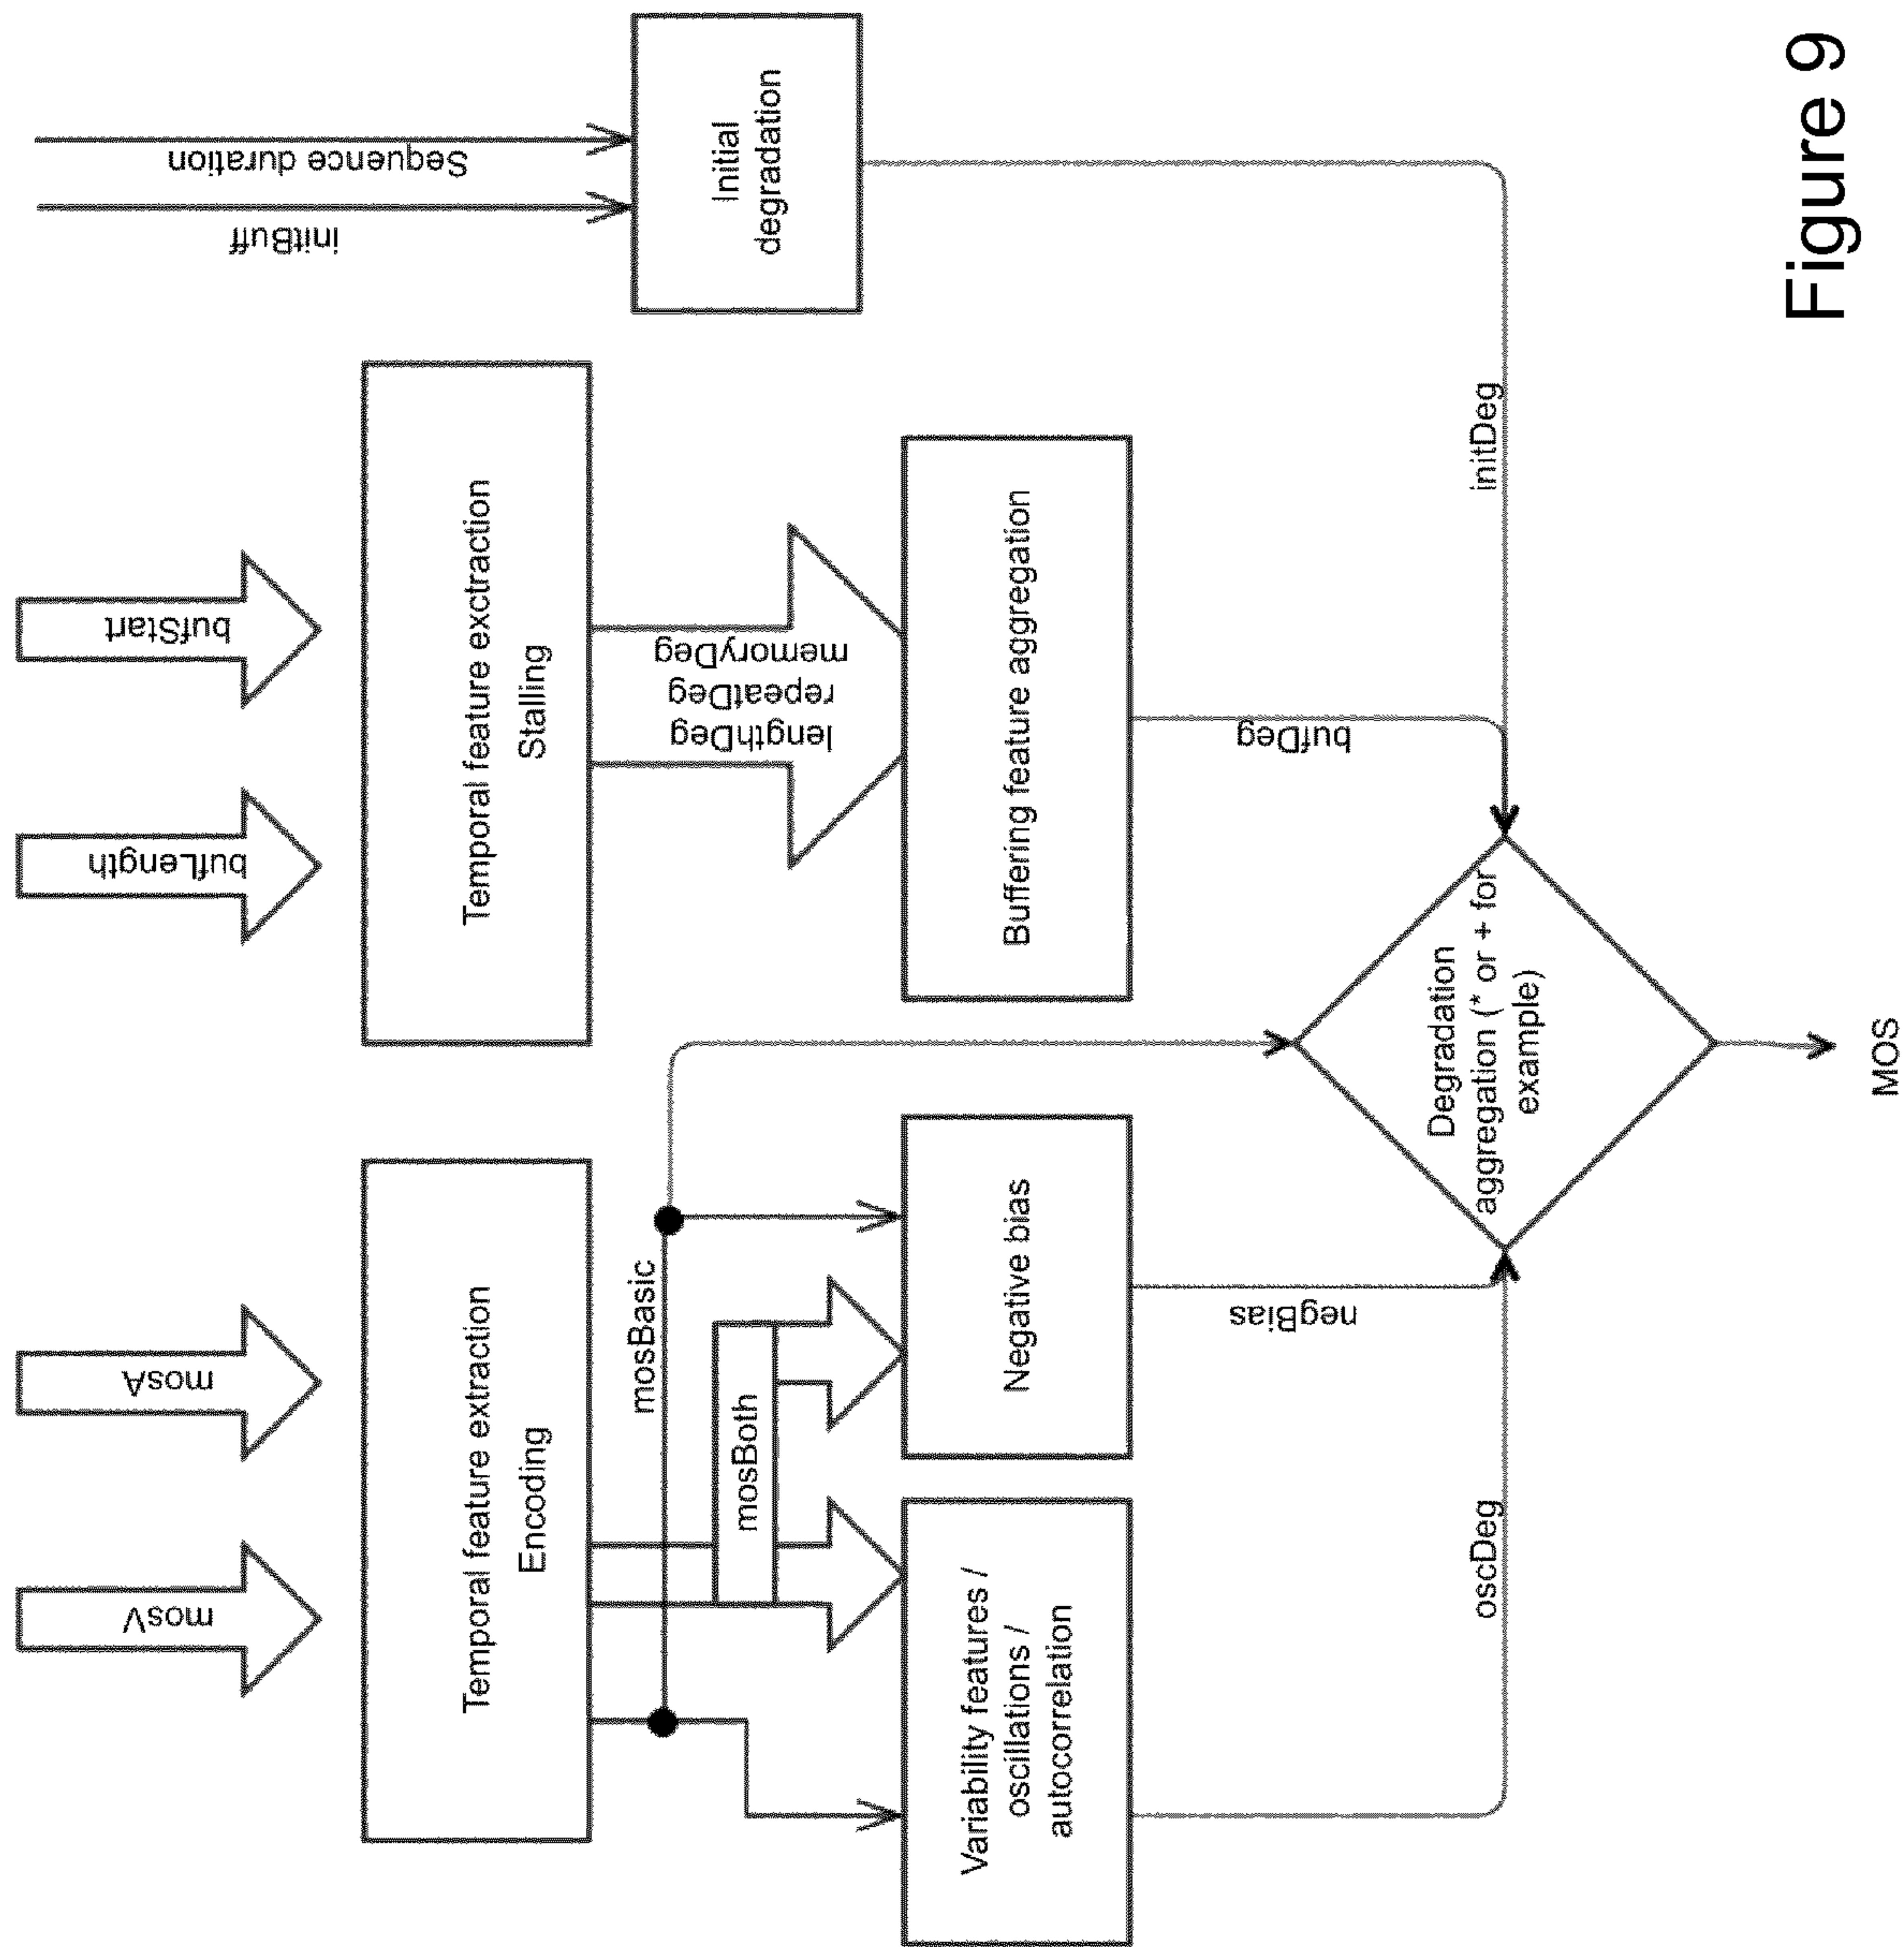 mosV
mosA
bufLength
bufStart
initBuff
Sequence duration
Temporal feature extraction
Encoding
Temporal feature exctraction
Stalling
Initial
degradation
mosBasic
mosBoth
lengthDeg
repeatDeg
memoryDeg
Variability features /
oscillations /
autocorrelation
Negative bias
Buffering feature aggregation
negBias
bufDeg
oscDeg
initDeg
Degradation
aggregation (* or + for
example)
MOS
Figure 9